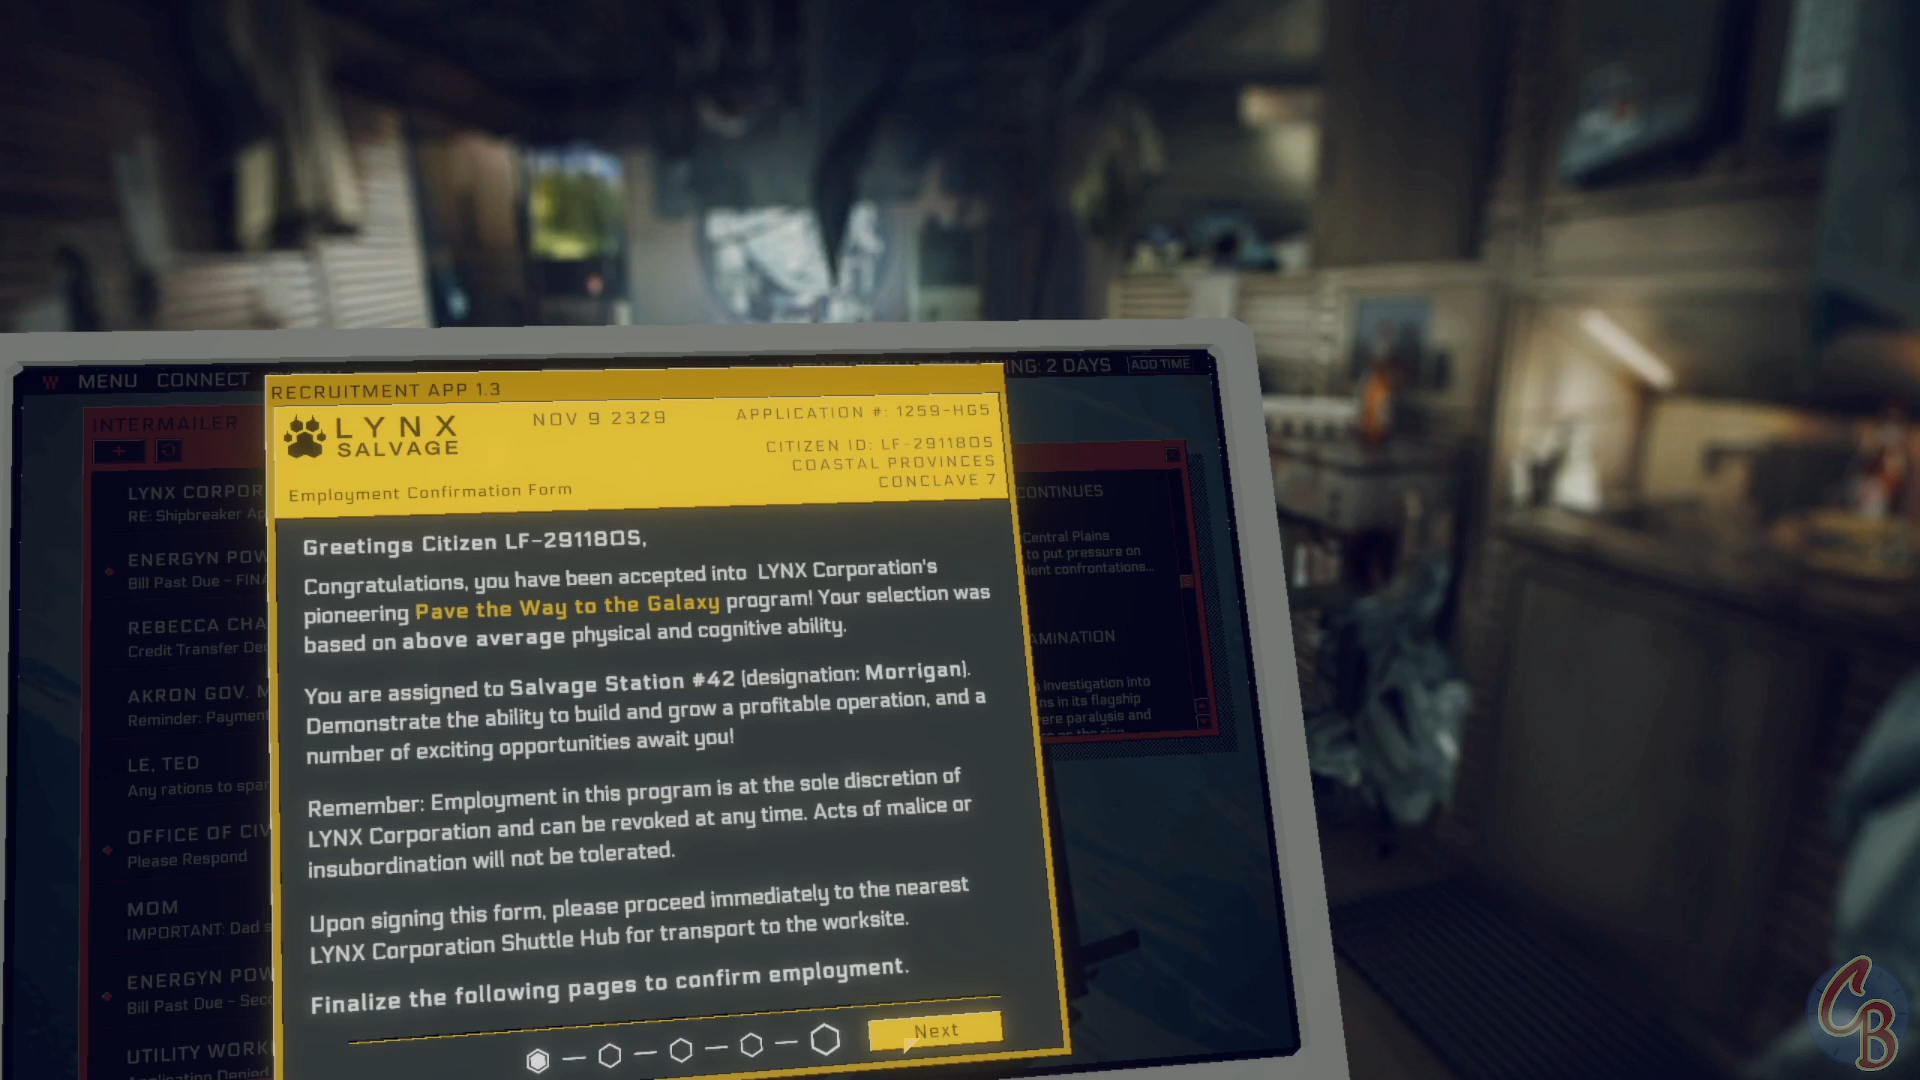 MENU CONNECT
ING: 2 DAYS ADD TIME
INTERMAILER
LYNX CORPOR
RE: Shipbreaker Ap
ENERGYN POW
Bill Past Due - FINA
REBECCA CHA
Credit Transfer De
AKRON GOV. M
Reminder: Payment
LE, TED
Any rations to spar
OFFICE OF CIV
Please Respond
MOM
IMPORTANT: Dad s
ENERGYN POW
Bill Past Due - Sec
UTILITY WORK
Application Denied
RECRUITMENT APP 1.3
LYNX
SALVAGE
NOV 9 2329
APPLICATION #: 1259-HG5
CITIZEN ID: LF-29118OS
COASTAL PROVINCES
CONCLAVE 7
Employment Confirmation Form
Greetings Citizen LF-29118OS,
Congratulations, you have been accepted into LYNX Corporation's
pioneering Pave the Way to the Galaxy program! Your selection was
based on above average physical and cognitive ability.
You are assigned to Salvage Station #42 (designation: Morrigan).
Demonstrate the ability to build and grow a profitable operation, and a
number of exciting opportunities await you!
Remember: Employment in this program is at the sole discretion of
LYNX Corporation and can be revoked at any time. Acts of malice or
insubordination will not be tolerated.
Upon signing this form, please proceed immediately to the nearest
LYNX Corporation Shuttle Hub for transport to the worksite.
Finalize the following pages to confirm employment.
Next
CONTINUES
Central Plains
to put pressure on
lent confrontations...
AMINATION
s investigation into
ns in its flagship
ere paralysis and
CB